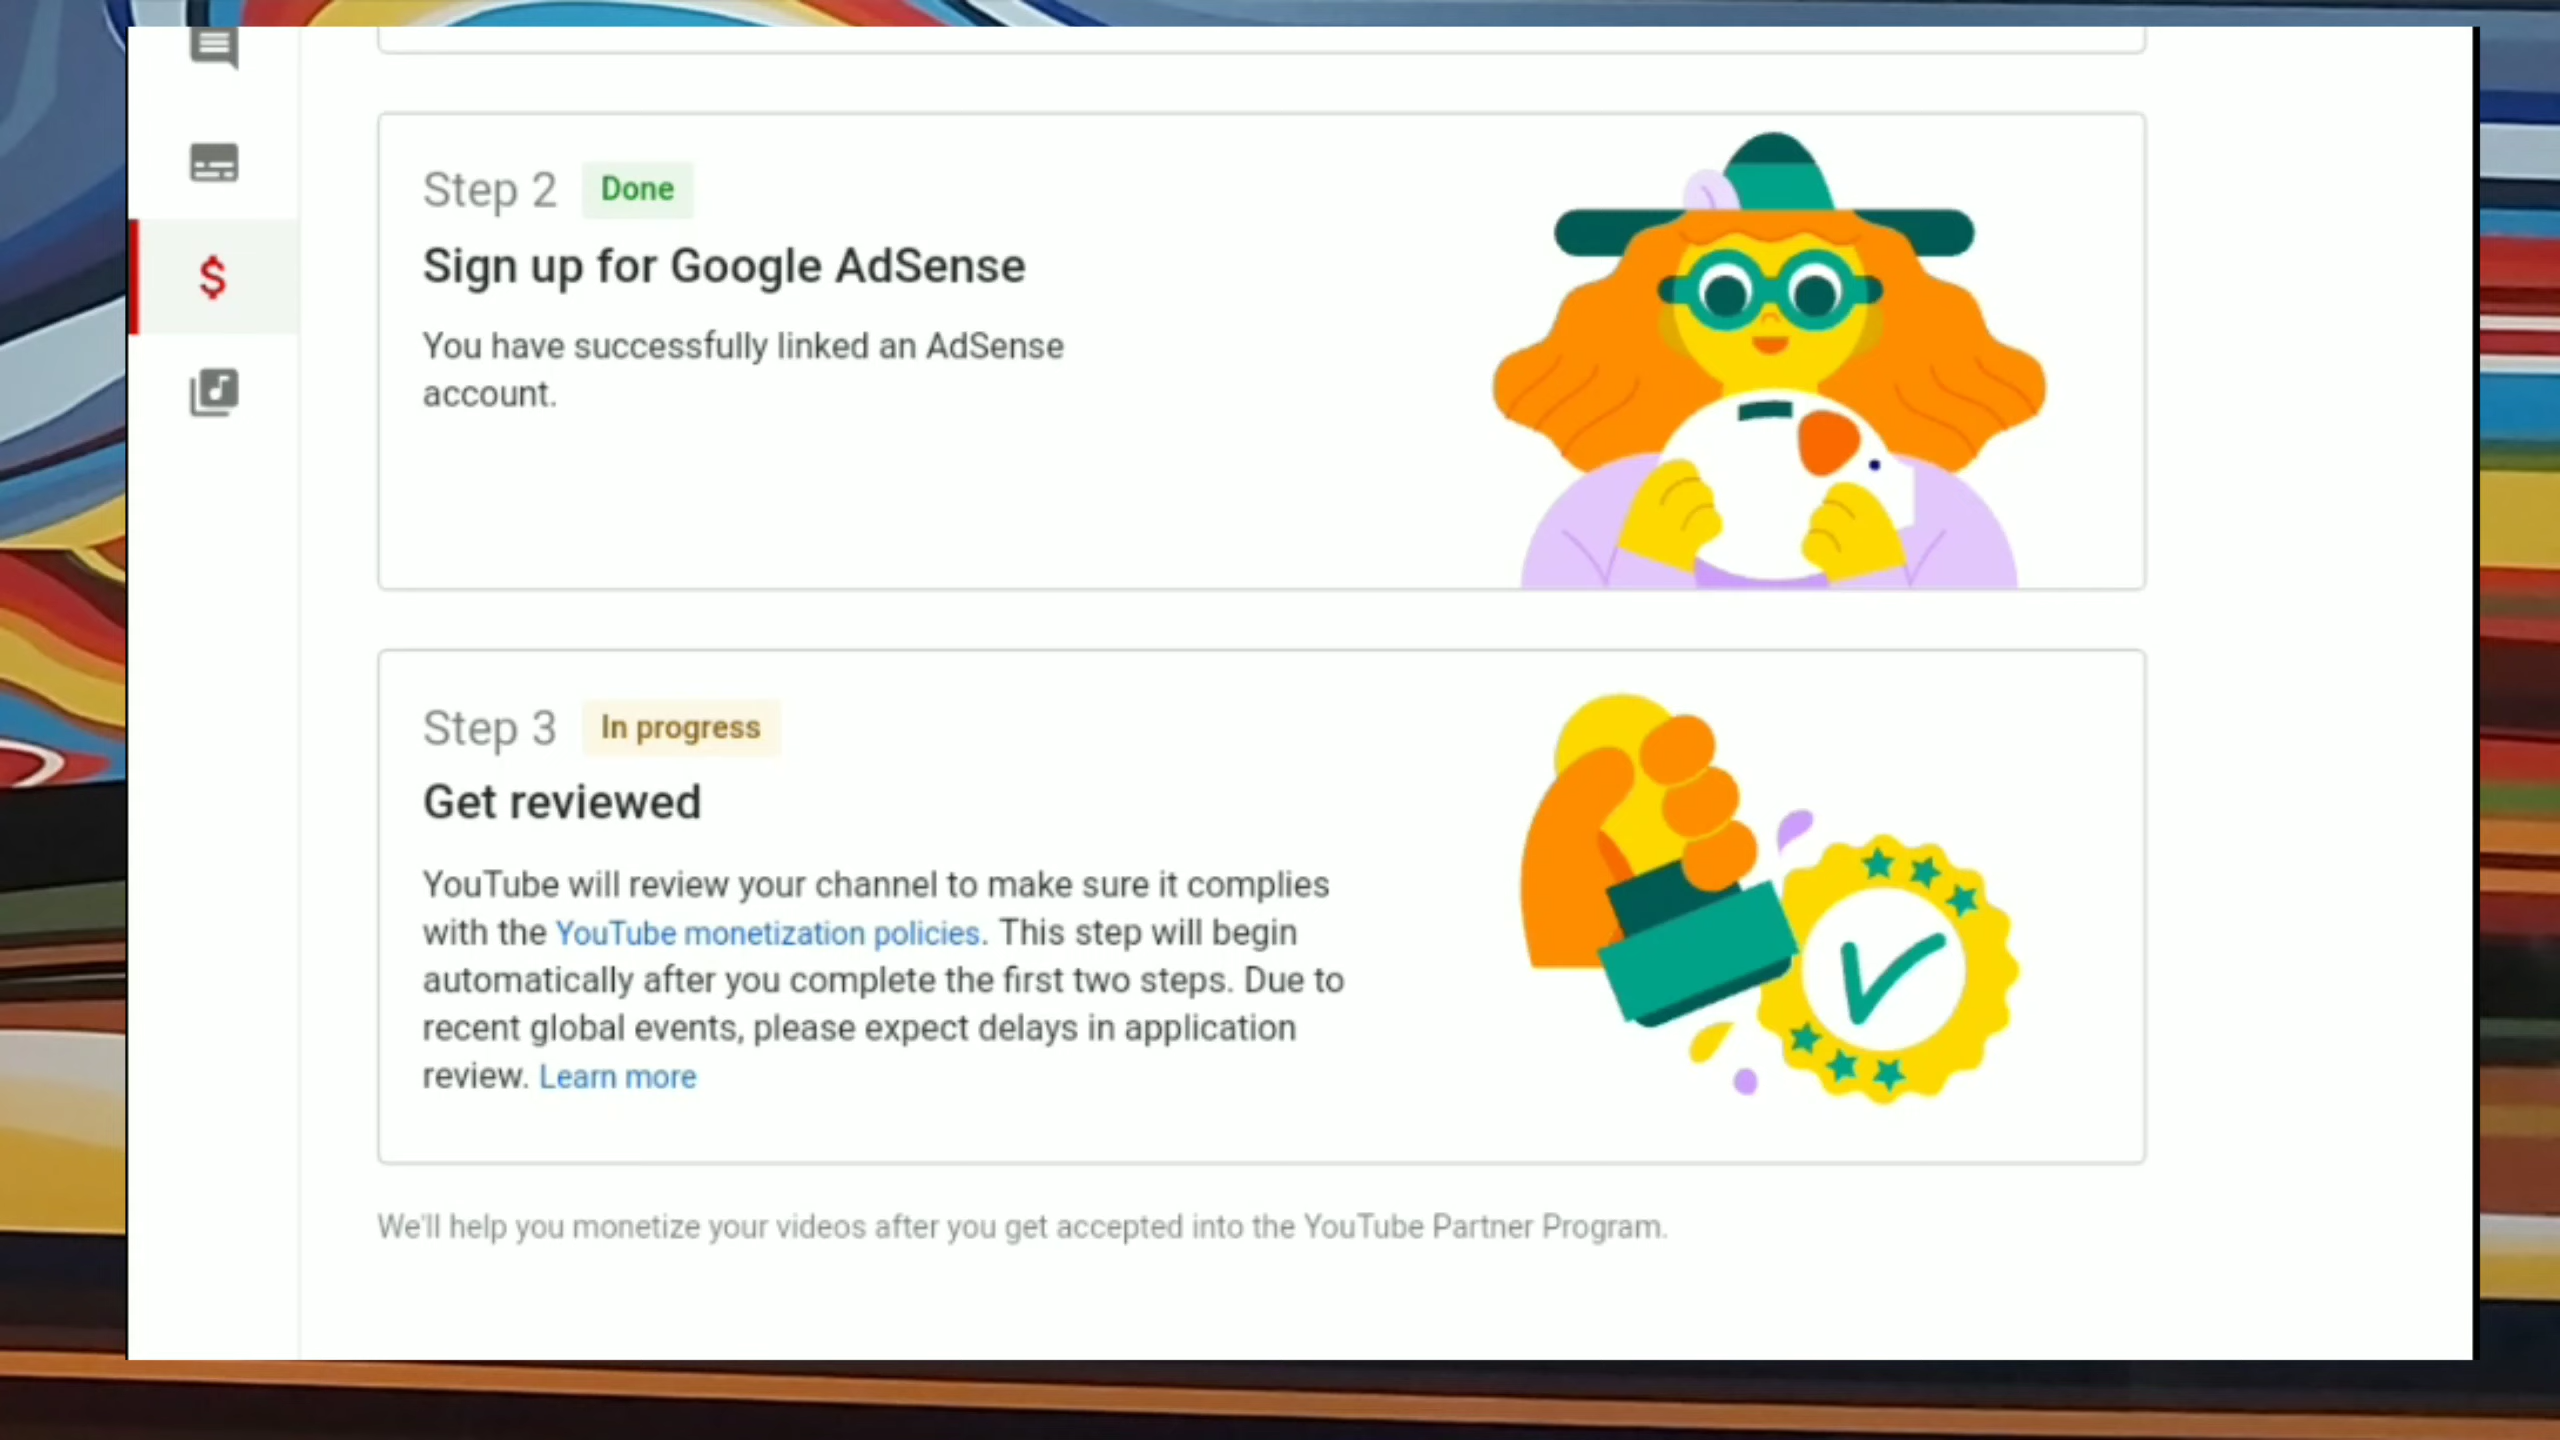 Step 2 Done
Sign up for Google AdSense
You have successfully linked an AdSense
account.
Step 3 In progress
Get reviewed
YouTube will review your channel to make sure it complies
with the YouTube monetization policies. This step will begin
automatically after you complete the first two steps. Due to
recent global events, please expect delays in application
review. Learn more
We'll help you monetize your videos after you get accepted into the YouTube Partner Program.